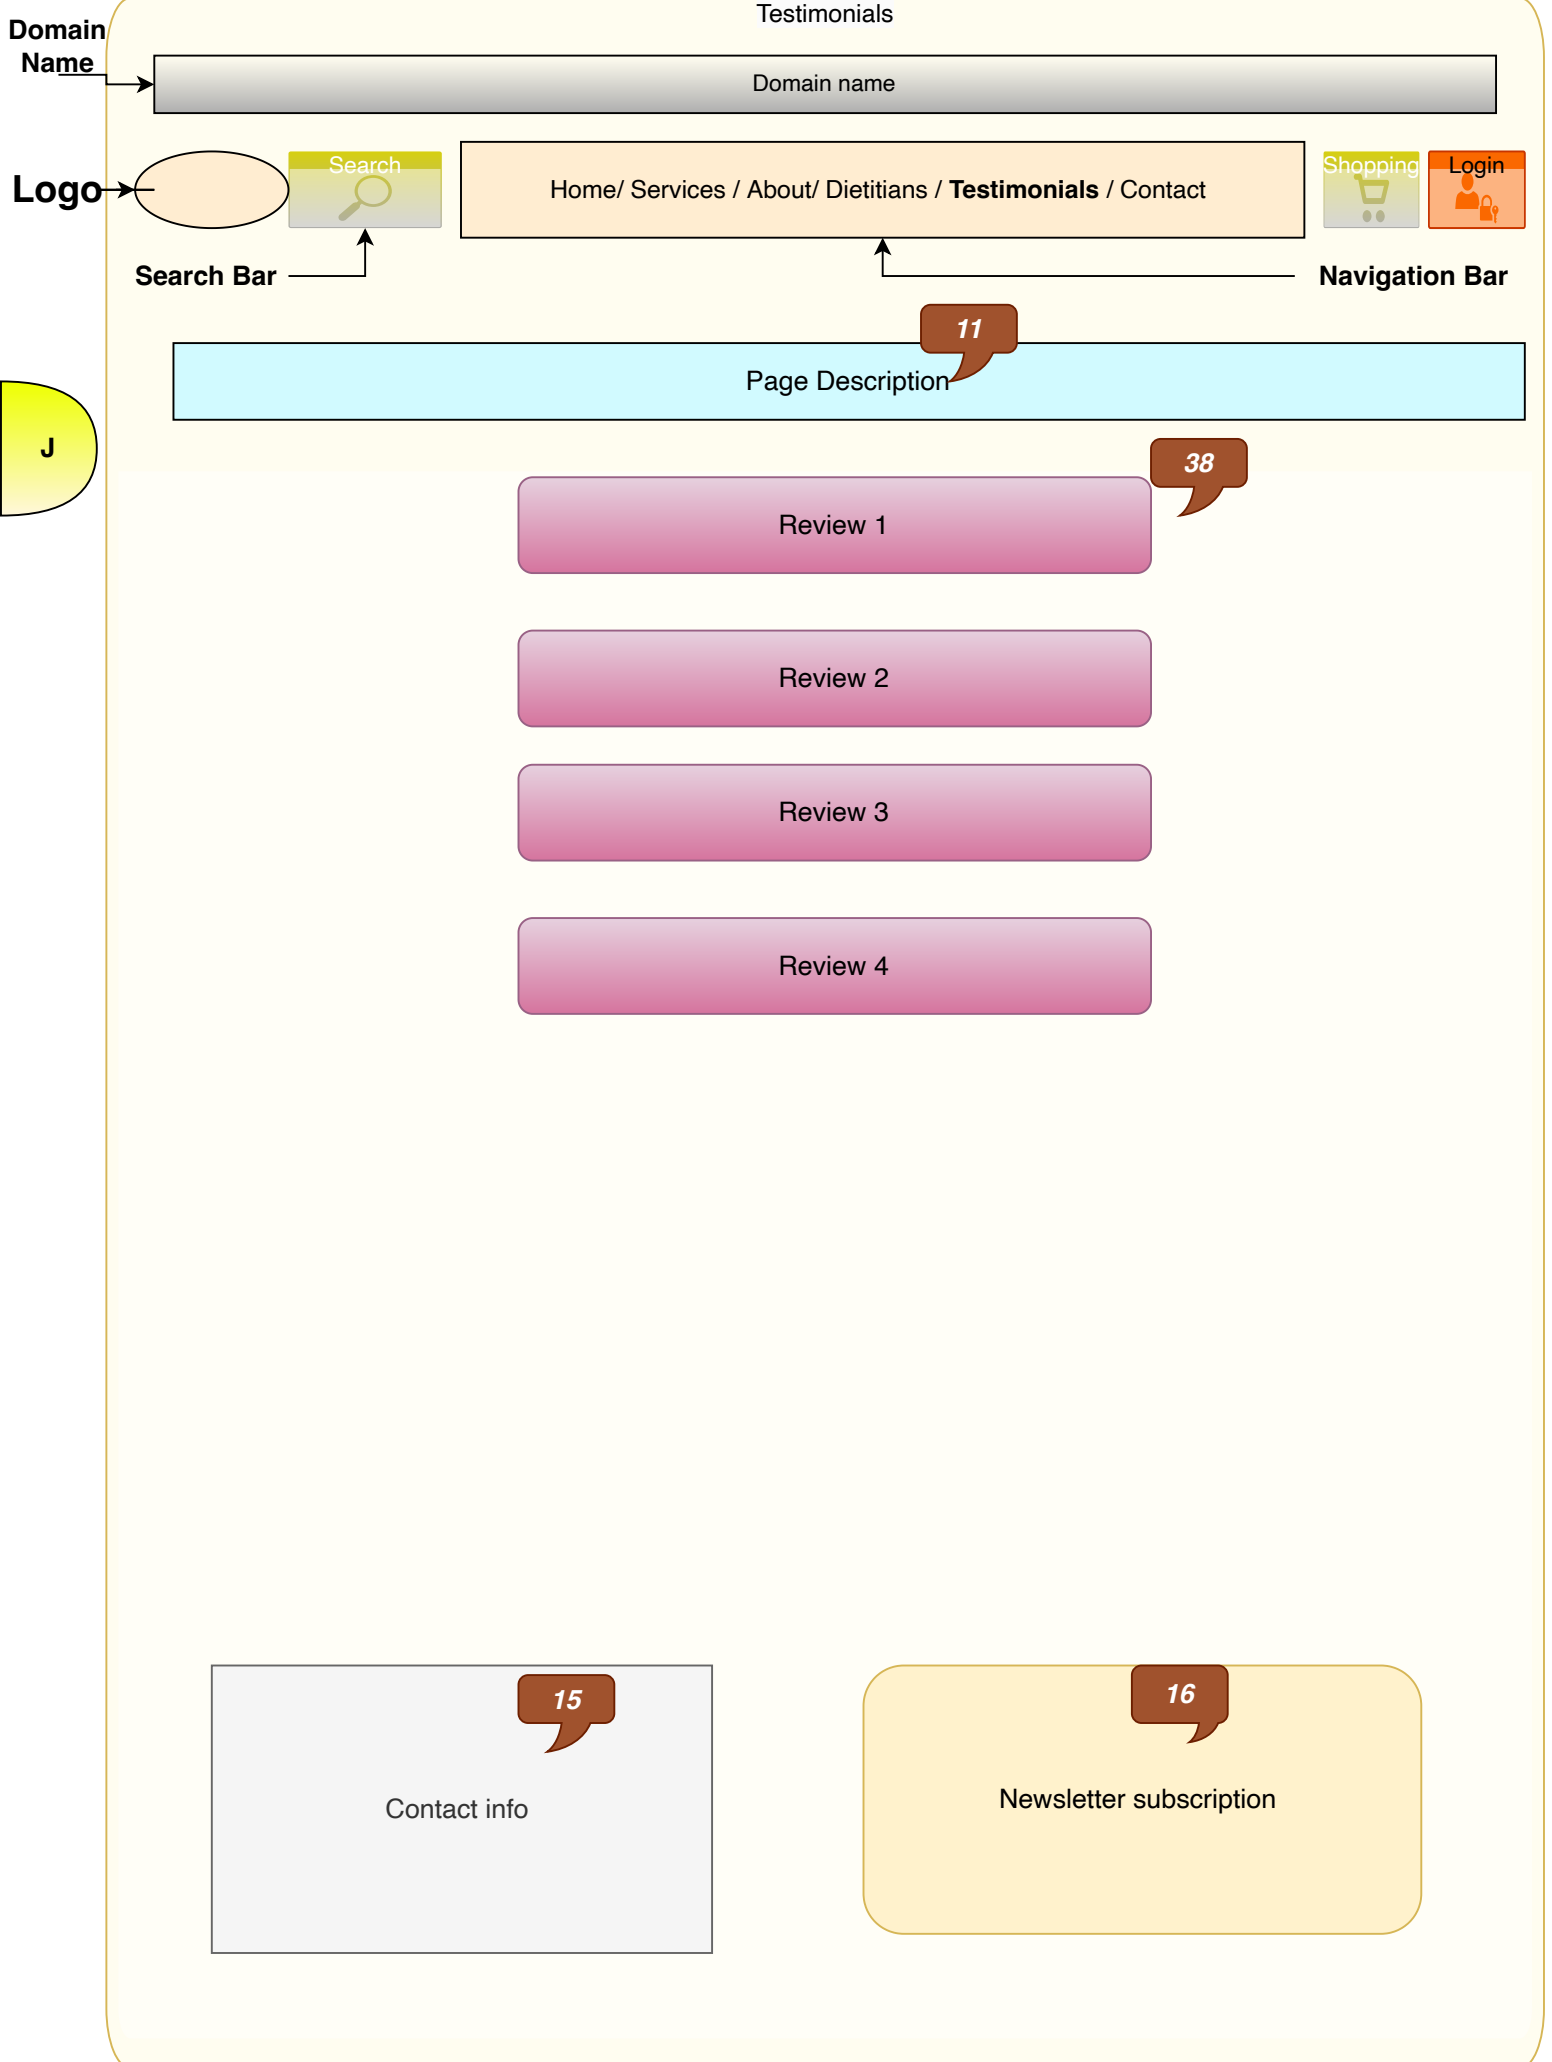 Testimonials
Domain
Name
Domain name
Logo
Search
Home/ Services / About/ Dietitians / Testimonials / Contact
Shopping
Login
Search Bar
Navigation Bar
11
Page Description
J
38
Review 1
Review 2
Review 3
Review 4
15
Contact info
16
Newsletter subscription